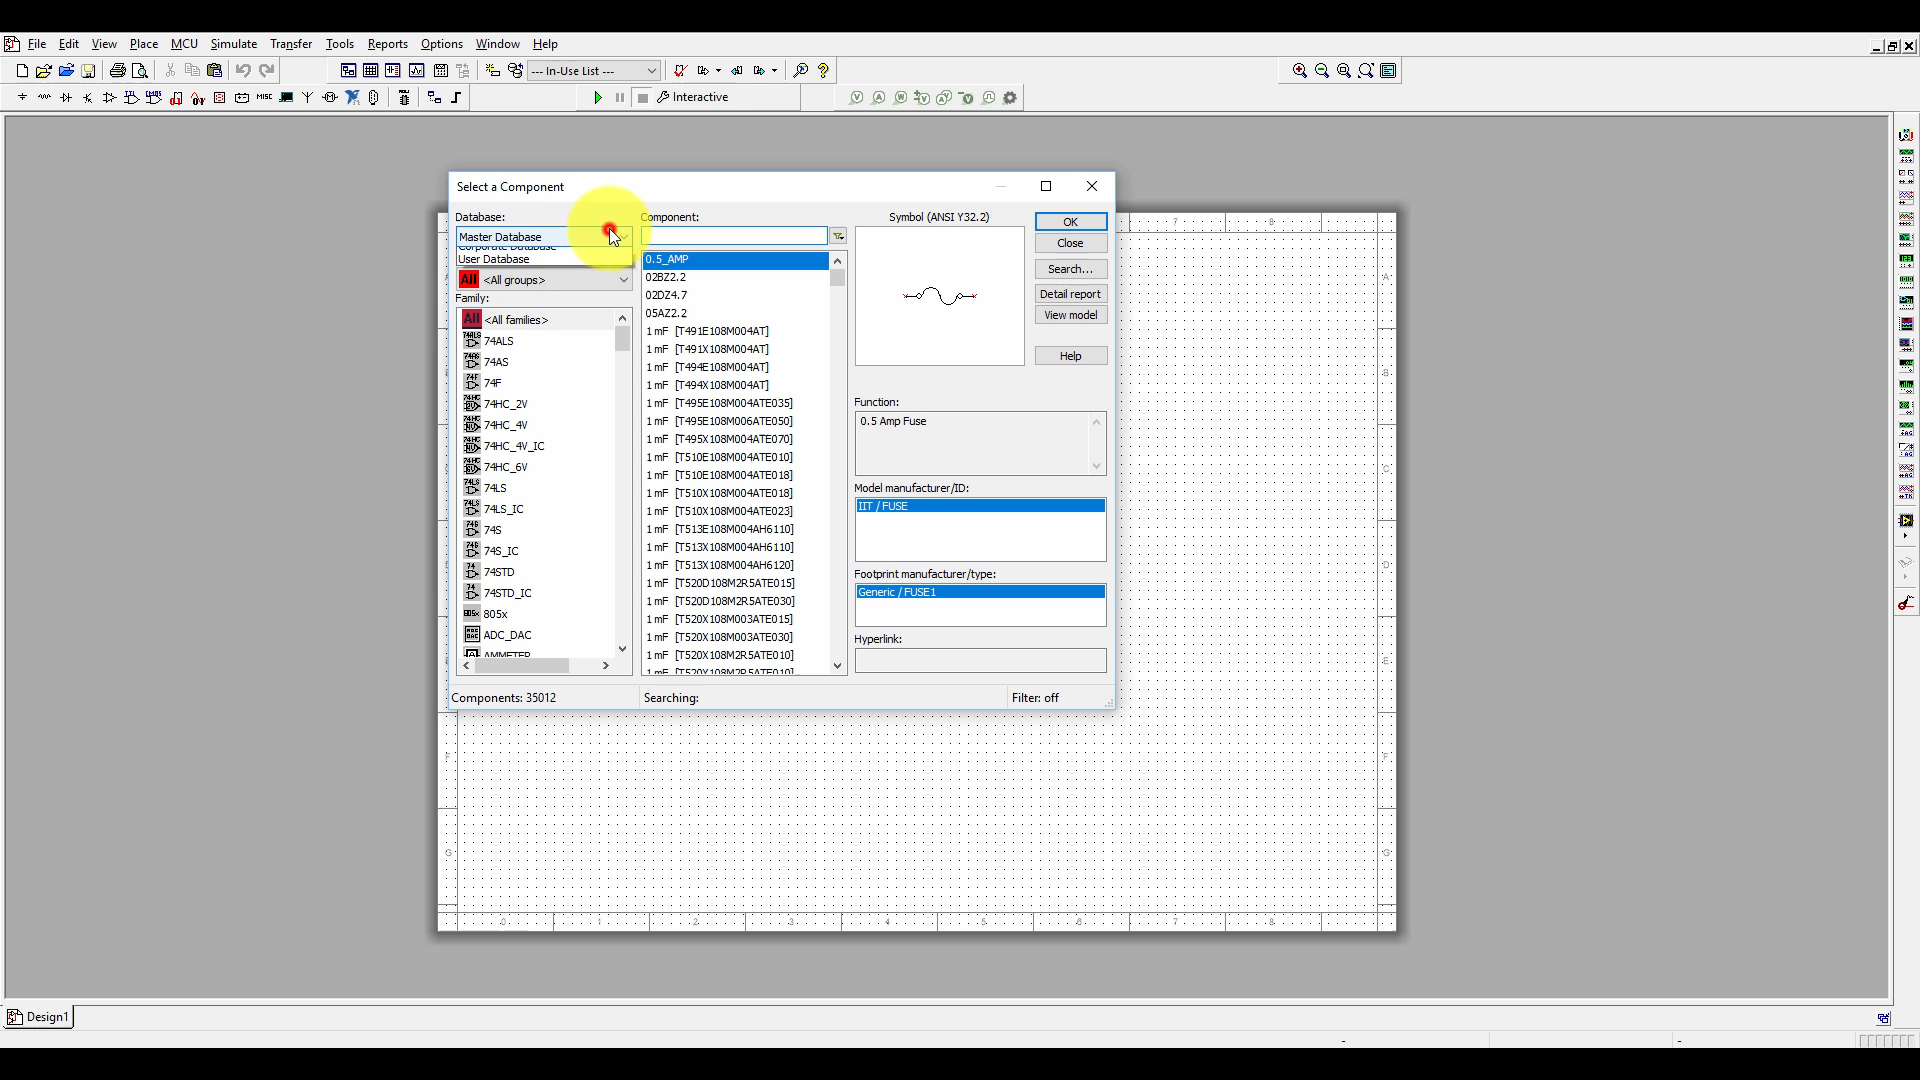 File Edit View Place MCU Simulate Transfer Tools Reports Options Window Help
--- In-Use List ---
Interactive
Select a Component
Database:
Component:
Symbol (ANSI Y32.2)
Master Database
Corporate Database
User Database
<All groups>
Family:
All <All families>
74ALS
74AS
74F
74HC_2V
74HC_4V
74HC_4V_IC
74HC_6V
74LS
74LS_IC
74S
74S_IC
74STD
74STD_IC
805x
ADC_DAC
AMMETER
0.5_AMP
02BZ2.2
02DZ4.7
05AZ2.2
1 mF [T491E108M004AT]
1 mF [T491X108M004AT]
1 mF [T494E108M004AT]
1 mF [T494X108M004AT]
1 mF [T495E108M004ATE035]
1 mF [T495E108M006ATE050]
1 mF [T495X108M004ATE070]
1 mF [T510E108M004ATE010]
1 mF [T510E108M004ATE018]
1 mF [T510X108M004ATE018]
1 mF [T510X108M004ATE023]
1 mF [T513E108M004AH6110]
1 mF [T513X108M004AH6110]
1 mF [T513X108M004AH6120]
1 mF [T520D108M2R5ATE015]
1 mF [T520D108M2R5ATE030]
1 mF [T520X108M003ATE015]
1 mF [T520X108M003ATE030]
1 mF [T520X108M2R5ATE010]
OK
Close
Search...
Detail report
View model
Help
Function:
0.5 Amp Fuse
Model manufacturer/ID:
IIT / FUSE
Footprint manufacturer/type:
Generic / FUSE1
Hyperlink:
Components: 35012
Searching:
Filter: off
Design1